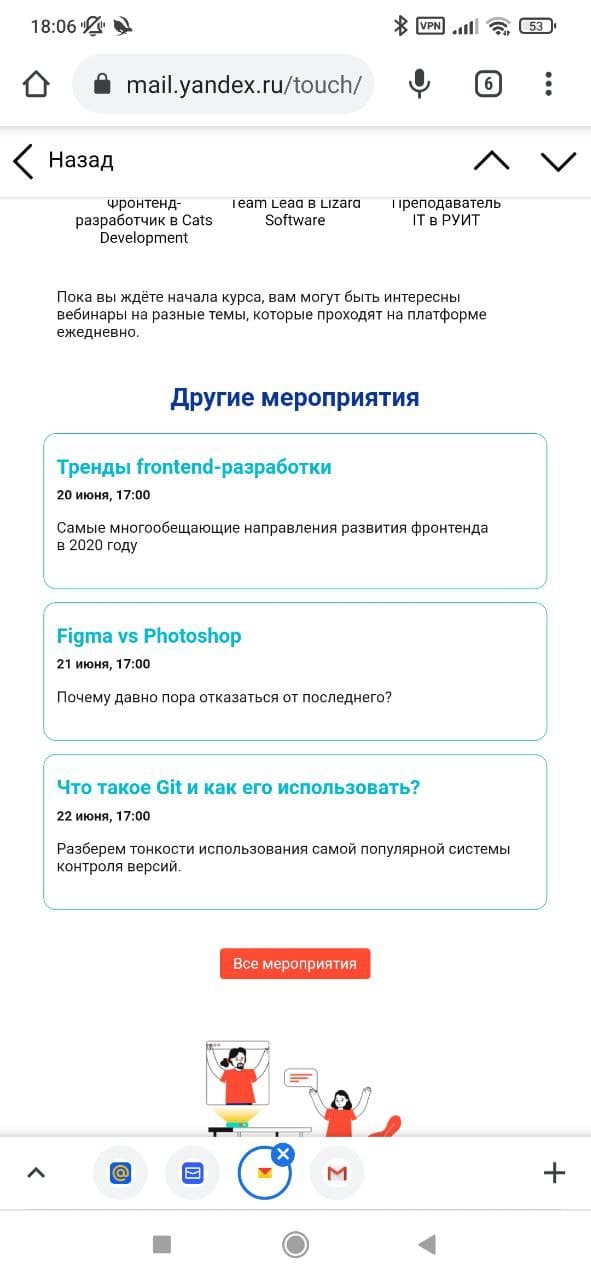 18:06
VPN
53
mail.yandex.ru/touch/
6
Назад
Фронтенд-
разработчик в Cats
Development
Team Lead в Lizard
Software
Преподаватель
IT в РУИТ
Пока вы ждёте начала курса, вам могут быть интересны
вебинары на разные темы, которые проходят на платформе
ежедневно.
Другие мероприятия
Тренды frontend-разработки
20 июня, 17:00
Самые многообещающие направления развития фронтенда
в 2020 году
Figma vs Photoshop
21 июня, 17:00
Почему давно пора отказаться от последнего?
Что такое Git и как его использовать?
22 июня, 17:00
Разберем тонкости использования самой популярной системы
контроля версий.
Все мероприятия